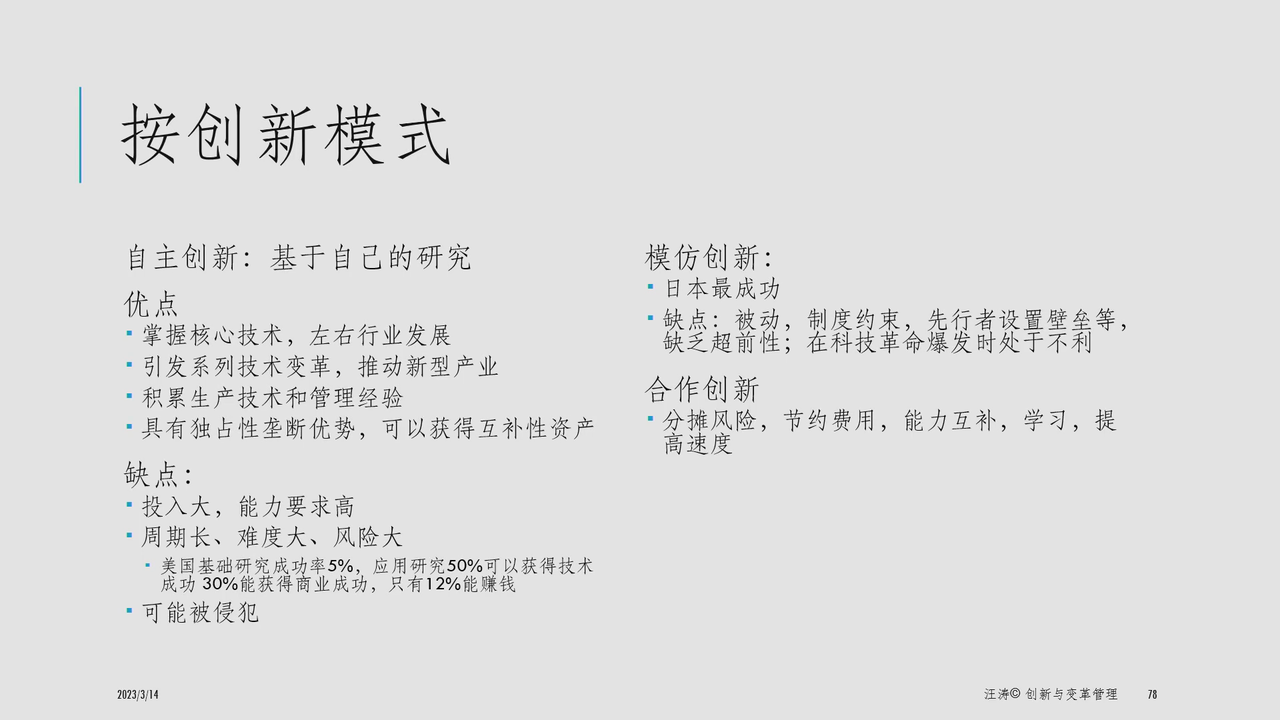 按创新模式
自主创新：基于自己的研究
优点
▪ 掌握核心技术，左右行业发展
▪ 引发系列技术变革，推动新型产业
▪ 积累生产技术和管理经验
▪ 具有独占性垄断优势，可以获得互补性资产
缺点：
▪ 投入大，能力要求高
▪ 周期长、难度大、风险大
▪ 美国基础研究成功率5%，应用研究50%可以获得技术
成功 30%能获得商业成功，只有12%能赚钱
▪ 可能被侵犯
模仿创新：
▪ 日本最成功
▪ 缺点：被动，制度约束，先行者设置壁垒等，
缺乏超前性；在科技革命爆发时处于不利
合作创新
▪ 分摊风险，节约费用，能力互补，学习，提
高速度
2023/3/14
汪涛© 创新与变革管理
78